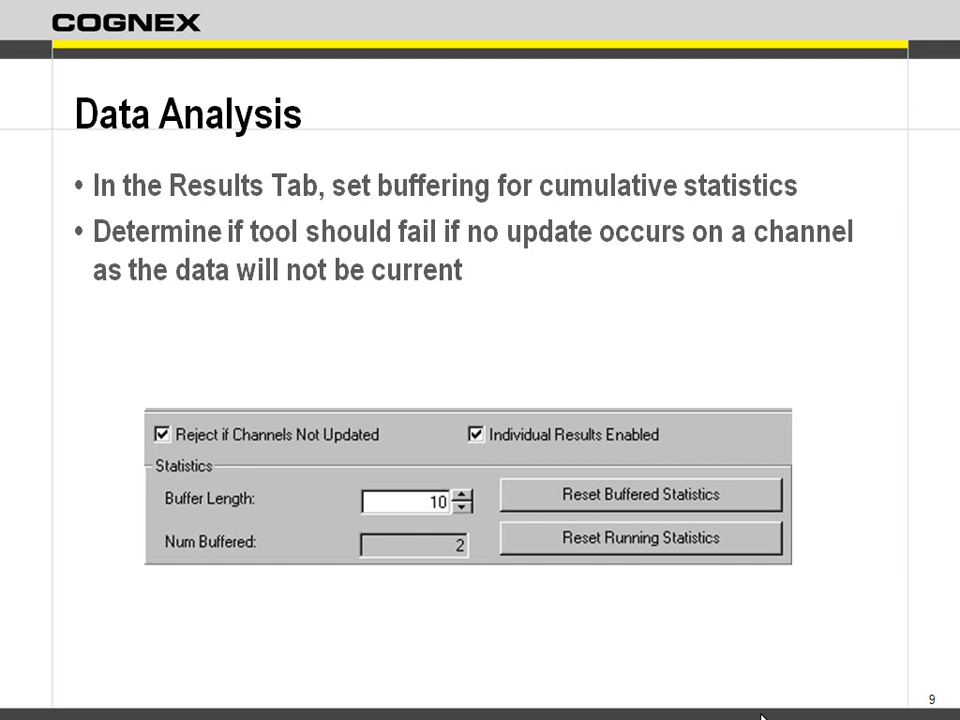 COGNEX
Data Analysis
• In the Results Tab, set buffering for cumulative statistics
• Determine if tool should fail if no update occurs on a channel
as the data will not be current
Reject if Channels Not Updated
Individual Results Enabled
Statistics
Buffer Length:
10
Reset Buffered Statistics
Num Buffered:
2
Reset Running Statistics
9